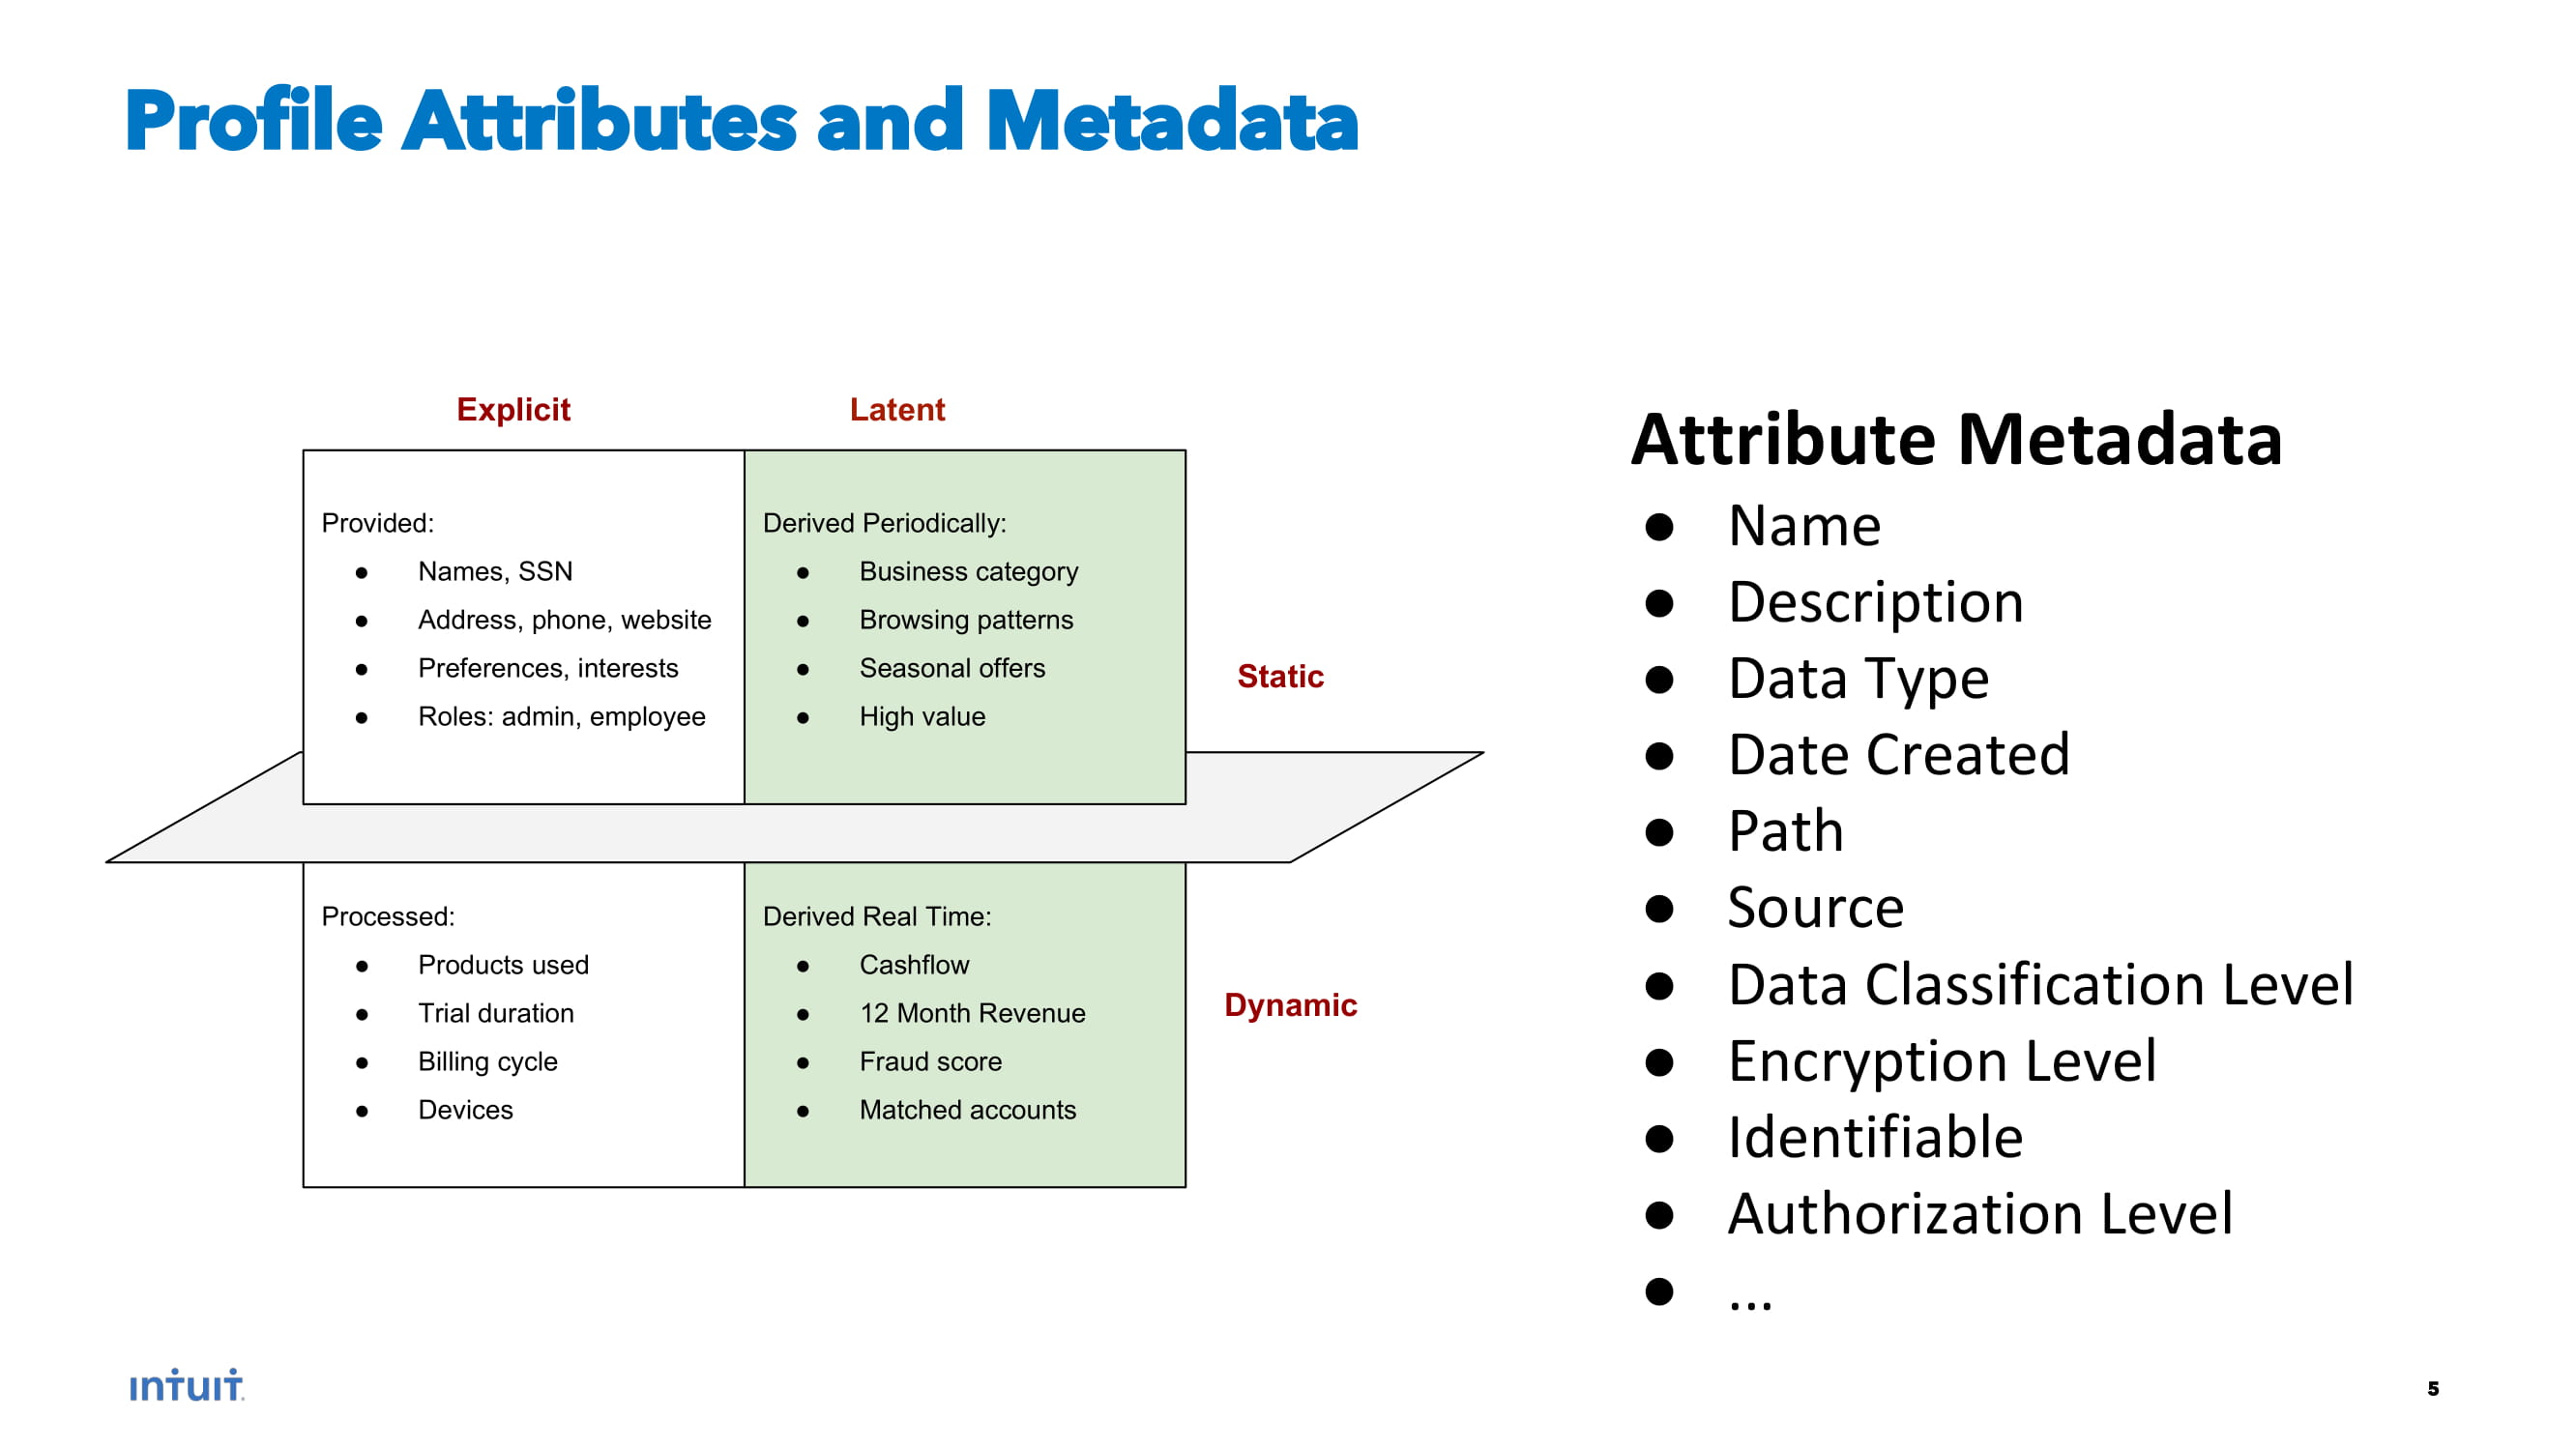 Profile Attributes and Metadata
Explicit
Latent
Provided:
● Names, SSN
● Address, phone, website
● Preferences, interests
● Roles: admin, employee
Derived Periodically:
● Business category
● Browsing patterns
● Seasonal offers
● High value
Static
Processed:
● Products used
● Trial duration
● Billing cycle
● Devices
Derived Real Time:
● Cashflow
● 12 Month Revenue
● Fraud score
● Matched accounts
Dynamic
Attribute Metadata
● Name
● Description
● Data Type
● Date Created
● Path
● Source
● Data Classification Level
● Encryption Level
● Identifiable
● Authorization Level
● ...
intuit.
5